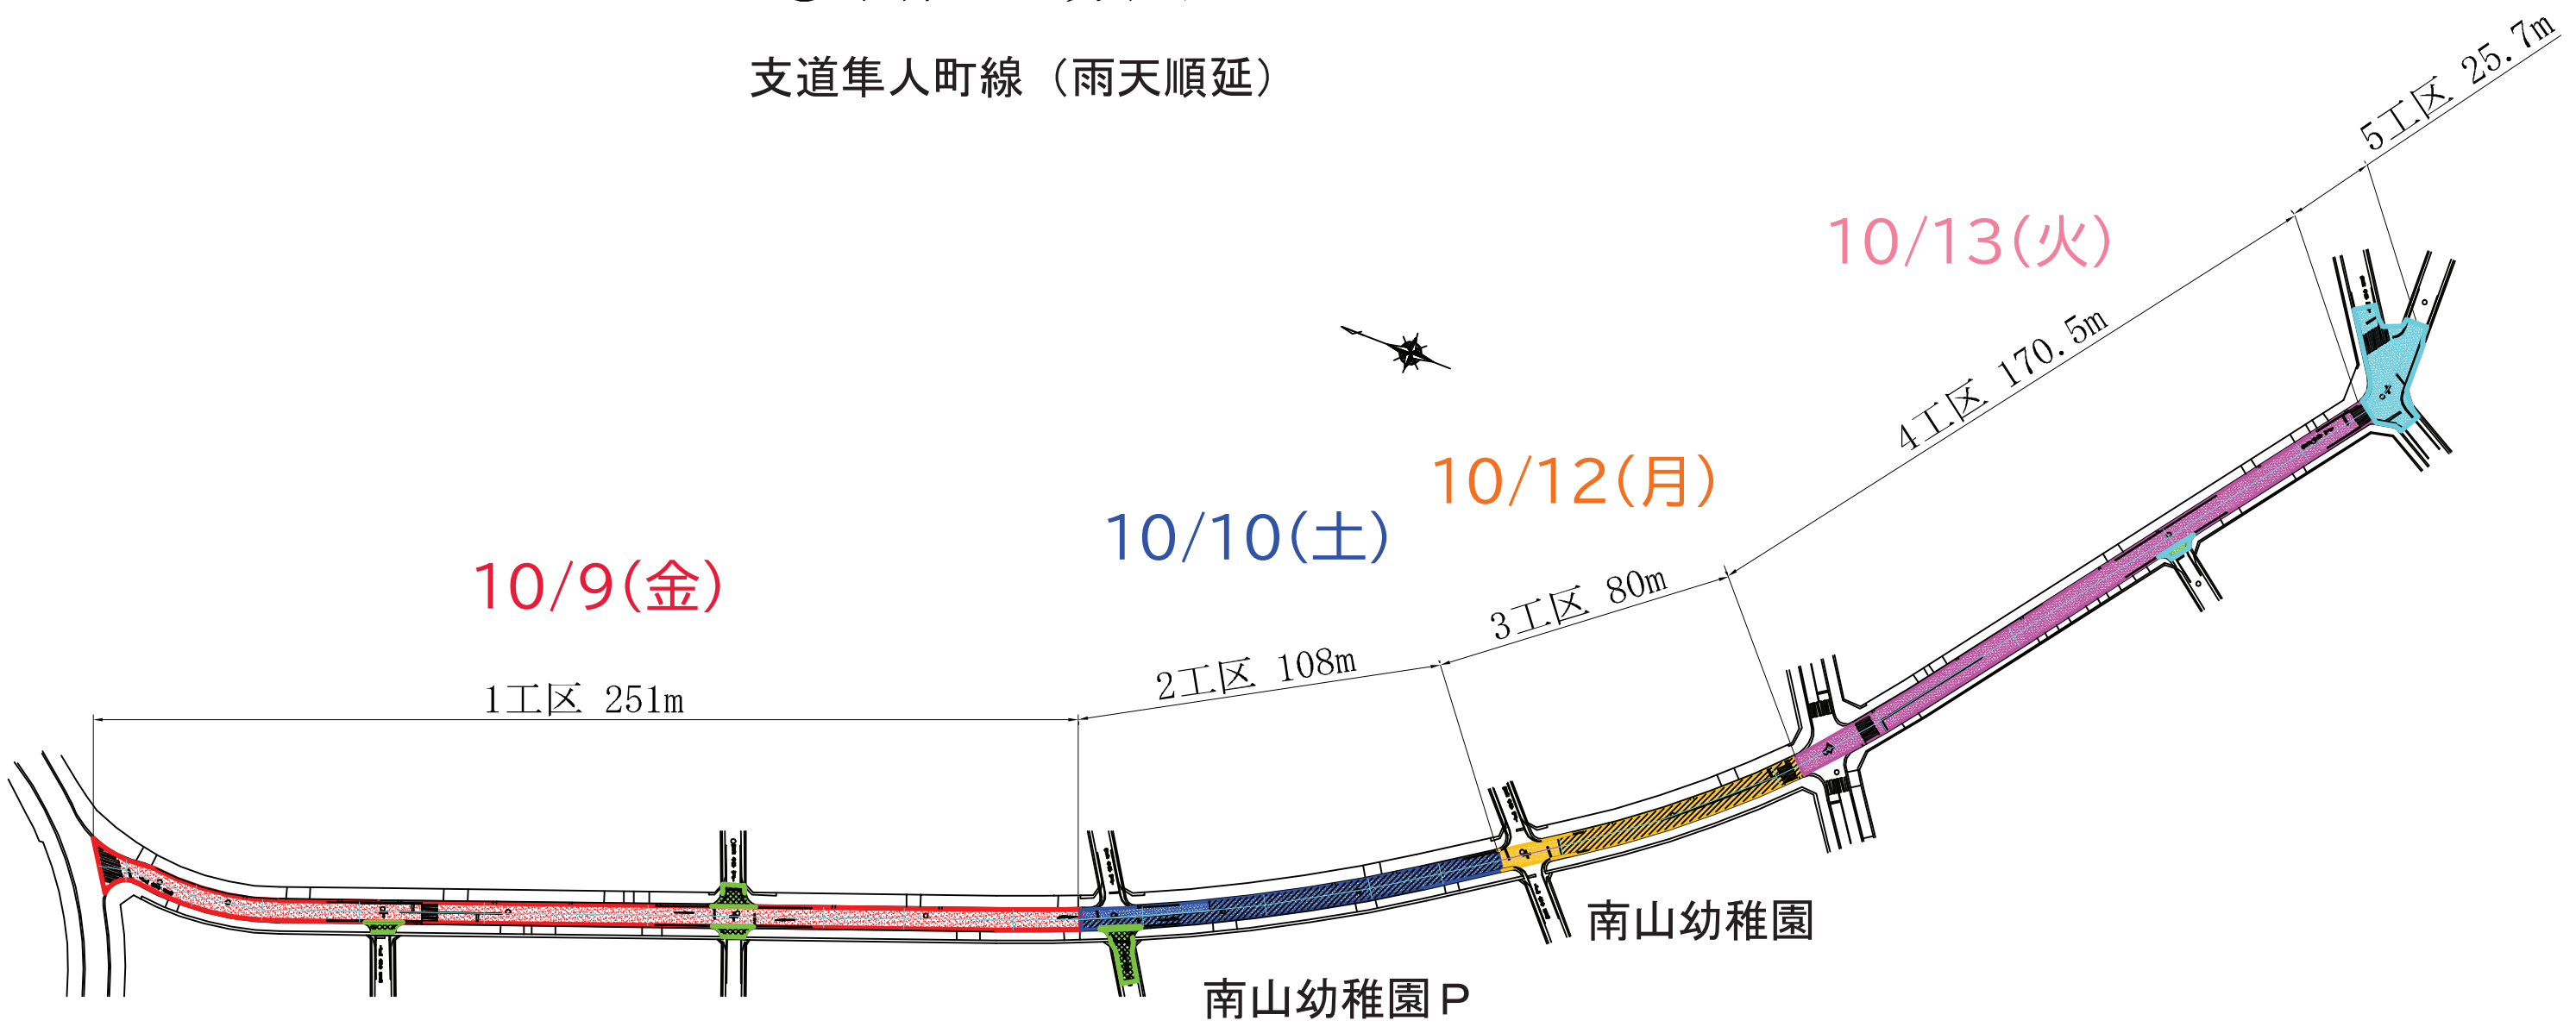 支道隼人町線（雨天順延）
5工区 25.7m
10/13(火)
4工区 170.5m
10/12(月)
10/10(土)
10/9(金)
3工区 80m
2工区 108m
1工区 251m
南山幼稚園
南山幼稚園P